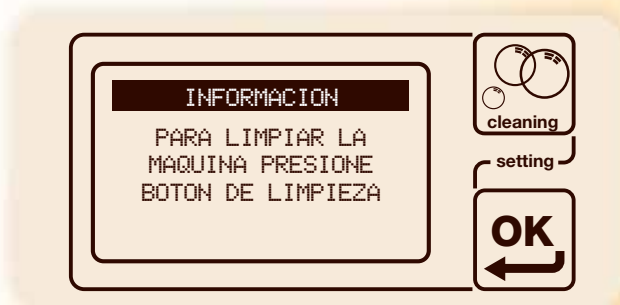 INFORMACION
PARA LIMPIAR LA
MAQUINA PRESIONE
BOTON DE LIMPIEZA
cleaning
setting
OK